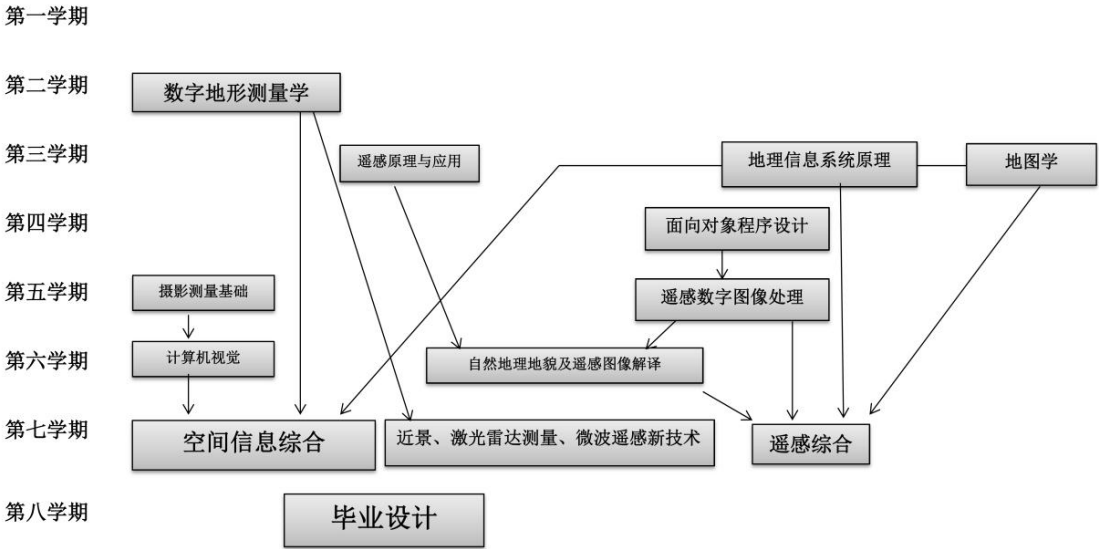 第一学期
第二学期
数字地形测量学
第三学期
遥感原理与应用
地理信息系统原理
地图学
第四学期
面向对象程序设计
第五学期
摄影测量基础
遥感数字图像处理
第六学期
计算机视觉
自然地理地貌及遥感图像解译
第七学期
空间信息综合
近景、激光雷达测量、微波遥感新技术
遥感综合
第八学期
毕业设计